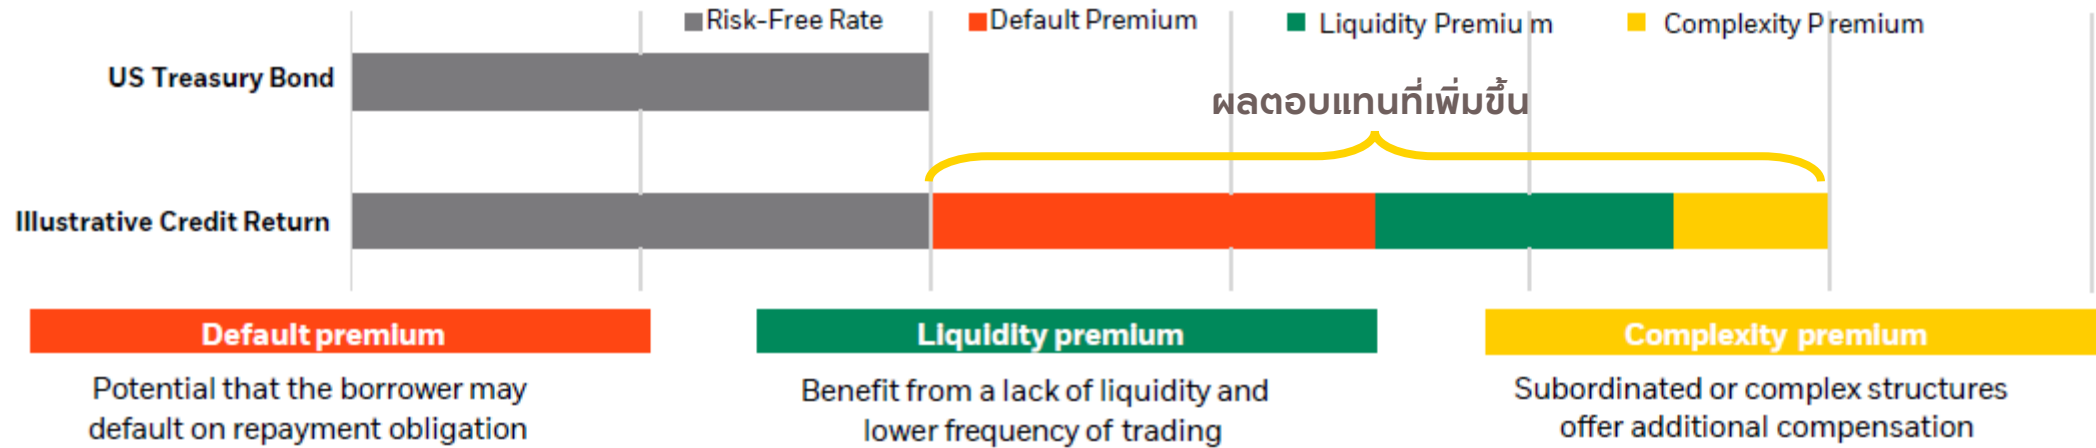 Risk-Free Rate Default Premium Liquidity Premium Complexity Premium
US Treasury Bond
ผลตอบแทนที่เพิ่มขึ้น
Illustrative Credit Return
Default premium Liquidity premium Complexity premium
Potential that the borrower may
default on repayment obligation
Benefit from a lack of liquidity and
lower frequency of trading
Subordinated or complex structures
offer additional compensation